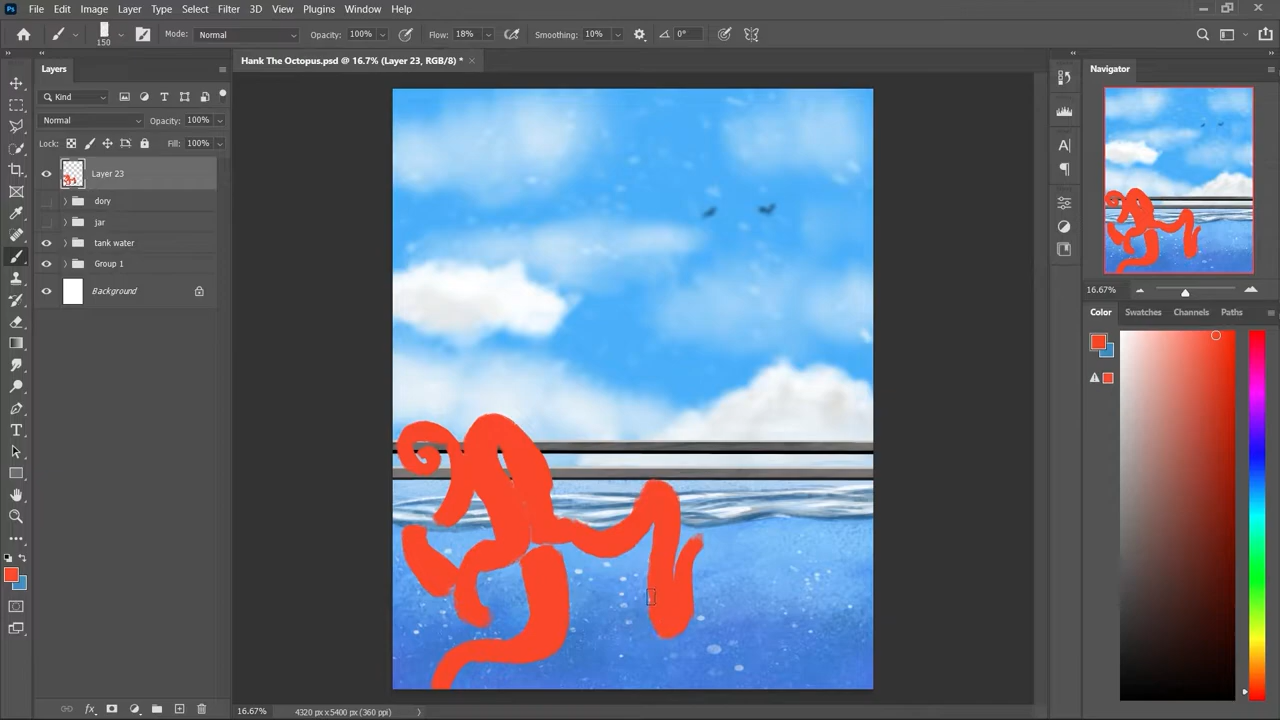 Ps File Edit Image Layer Type Select Filter 3D View Plugins Window Help
150 Mode: Normal Opacity: 100% Flow: 18% Smoothing: 10% 0°
Layers
Hank The Octopus.psd @ 16.7% (Layer 23, RGB/8) *
Navigator
Kind
Normal Opacity: 100%
Lock: Fill: 100%
Layer 23
dory
jar
tank water
Group 1
Background
16.67%
Color Swatches Channels Paths
16.67% 4320 px x 5400 px (360 ppi)